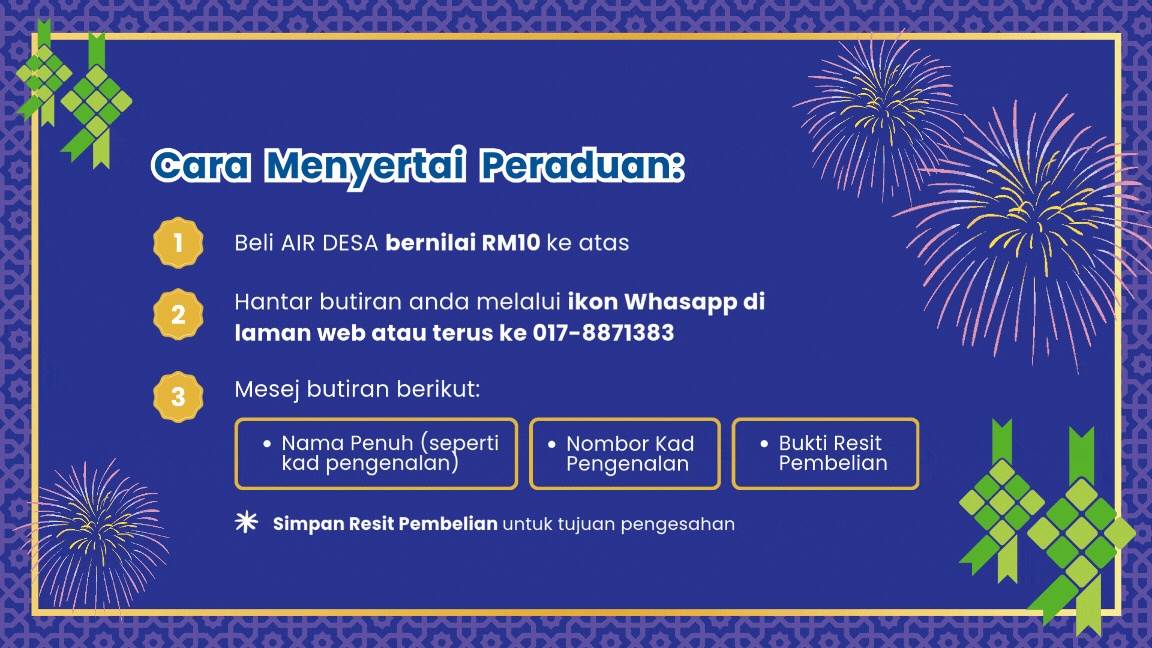 Cara Menyertai Peraduan:
1
Beli AIR DESA bernilai RM10 ke atas
2
Hantar butiran anda melalui ikon Whasapp di
laman web atau terus ke 017-8871383
3
Mesej butiran berikut:
• Nama Penuh (seperti
kad pengenalan)
• Nombor Kad
Pengenalan
• Bukti Resit
Pembelian
Simpan Resit Pembelian untuk tujuan pengesahan